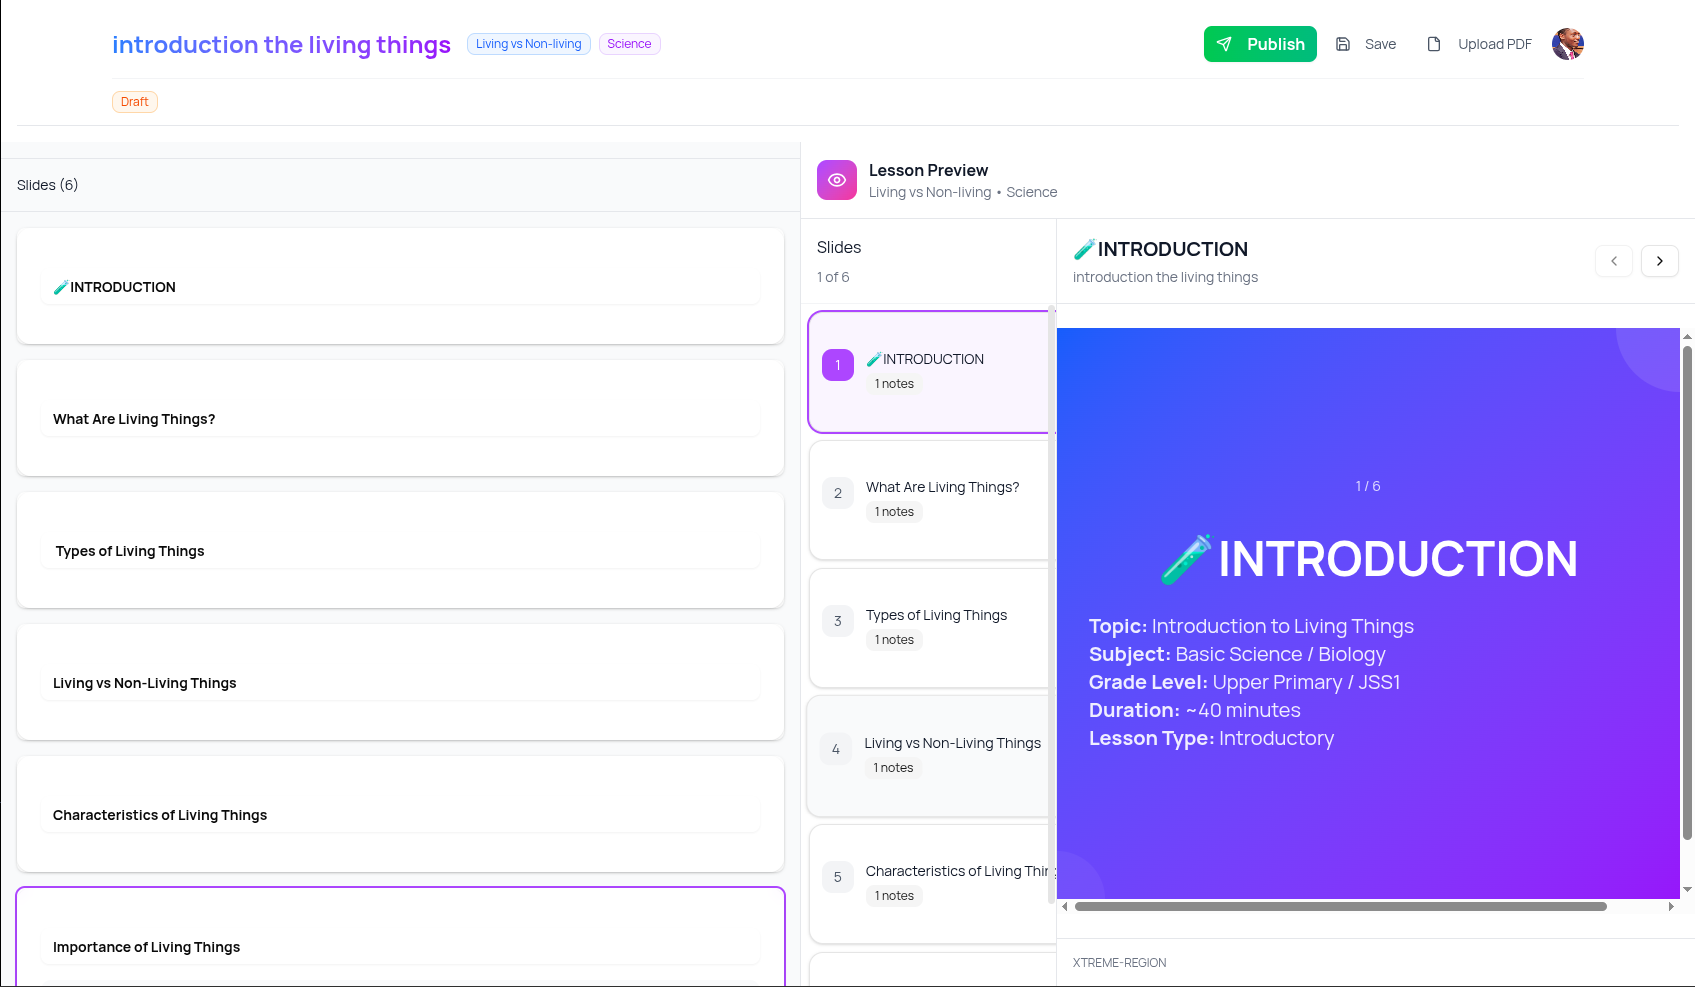 introduction the living things
Living vs Non-living
Science
Publish
Save
Upload PDF
Draft
Slides (6)
🧪INTRODUCTION
What Are Living Things?
Types of Living Things
Living vs Non-Living Things
Characteristics of Living Things
Importance of Living Things
Lesson Preview
Living vs Non-living • Science
Slides
1 of 6
1
🧪INTRODUCTION
1 notes
2
What Are Living Things?
1 notes
3
Types of Living Things
1 notes
4
Living vs Non-Living Things
1 notes
5
Characteristics of Living Thing
1 notes
🧪INTRODUCTION
introduction the living things
1 / 6
🧪INTRODUCTION
Topic: Introduction to Living Things
Subject: Basic Science / Biology
Grade Level: Upper Primary / JSS1
Duration: ~40 minutes
Lesson Type: Introductory
XTREME-REGION